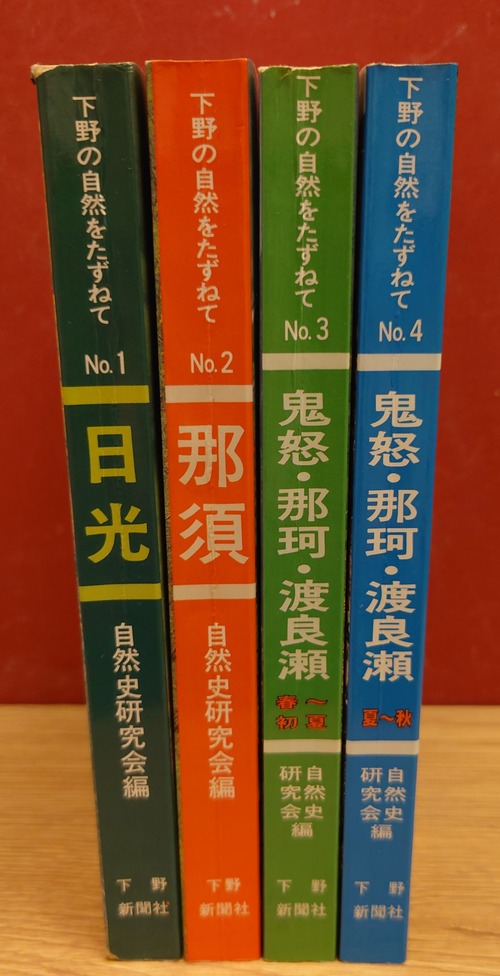 下野の自然をたずねて
No.1
日光
自然史研究会編
下野
新聞社
下野の自然をたずねて
No.2
那須
自然史研究会編
下野
新聞社
下野の自然をたずねて
No.3
鬼怒・那珂・渡良瀬
春～
初夏
自然史
研究会編
下野
新聞社
下野の自然をたずねて
No.4
鬼怒・那珂・渡良瀬
夏～秋
自然史
研究会編
下野
新聞社